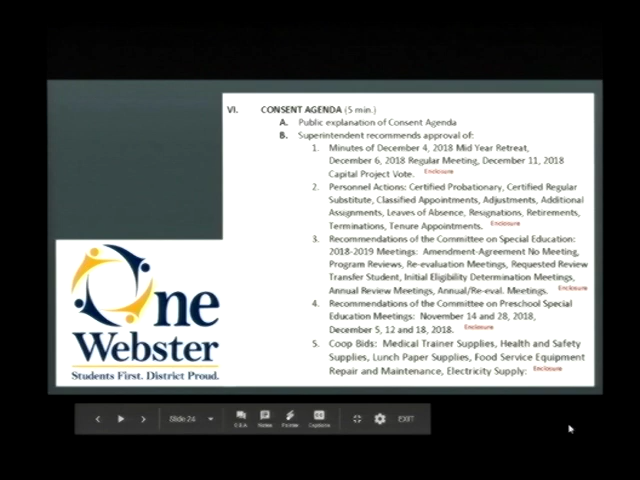 VI. CONSENT AGENDA (5 min.)
A. Public explanation of Consent Agenda
B. Superintendent recommends approval of:
1. Minutes of December 4, 2018 Mid Year Retreat,
December 6, 2018 Regular Meeting, December 11, 2018
Capital Project Vote. Enclosure
2. Personnel Actions: Certified Probationary, Certified Regular
Substitute, Classified Appointments, Adjustments, Additional
Assignments, Leaves of Absence, Resignations, Retirements,
Terminations, Tenure Appointments. Enclosure
3. Recommendations of the Committee on Special Education:
2018-2019 Meetings: Amendment-Agreement No Meeting,
Program Reviews, Re-evaluation Meetings, Requested Review
Transfer Student, Initial Eligibility Determination Meetings,
Annual Review Meetings, Annual/Re-eval. Meetings. Enclosure
4. Recommendations of the Committee on Preschool Special
Education Meetings: November 14 and 28, 2018,
December 5, 12 and 18, 2018. Enclosure
5. Coop Bids: Medical Trainer Supplies, Health and Safety
Supplies, Lunch Paper Supplies, Food Service Equipment
Repair and Maintenance, Electricity Supply: Enclosure
One
Webster
Students First. District Proud.
Slide 24
Q & A Notes Pointer Captions
EXIT